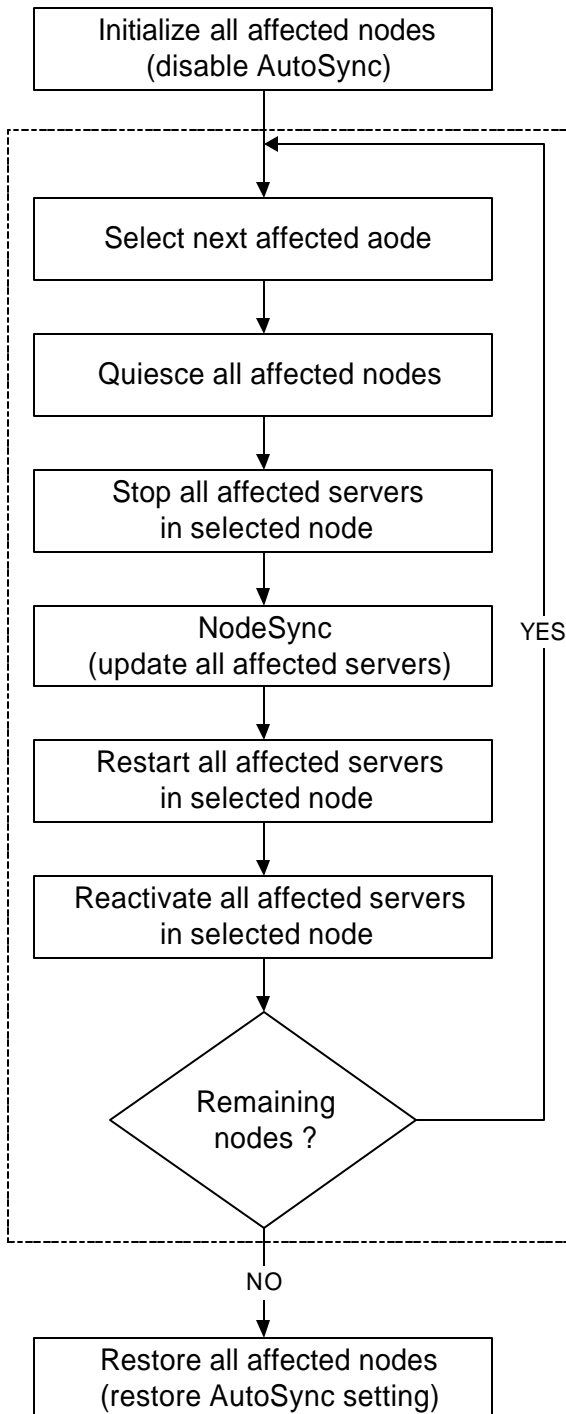 Initialize all affected nodes
(disable AutoSync)
Select next affected aode
Quiesce all affected nodes
Stop all affected servers
in selected node
NodeSync
(update all affected servers)
YES
Restart all affected servers
in selected node
Reactivate all affected servers
in selected node
Remaining
nodes ?
NO
Restore all affected nodes
(restore AutoSync setting)